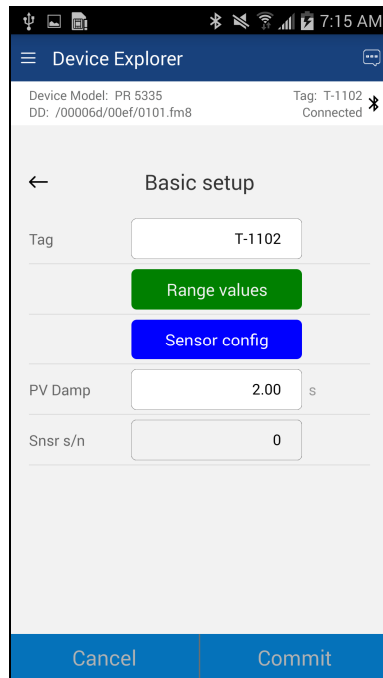 7:15 AM
Device Explorer
Device Model: PR 5335
Tag: T-1102
DD: /00006d/00ef/0101.fm8
Connected
Basic setup
Tag
T-1102
Range values
Sensor config
PV Damp
2.00
s
Snsr s/n
0
Cancel
Commit